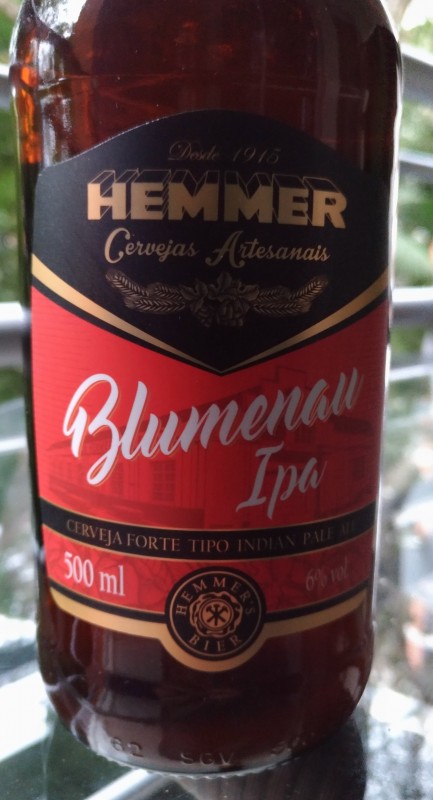 Desde 1915
HEMMER
Cervejas Artesanais
Blumenau
Ipa
CERVEJA FORTE TIPO INDIAN PALE ALE
500 ml
6% vol
HEMMER'S
BIER
SGV